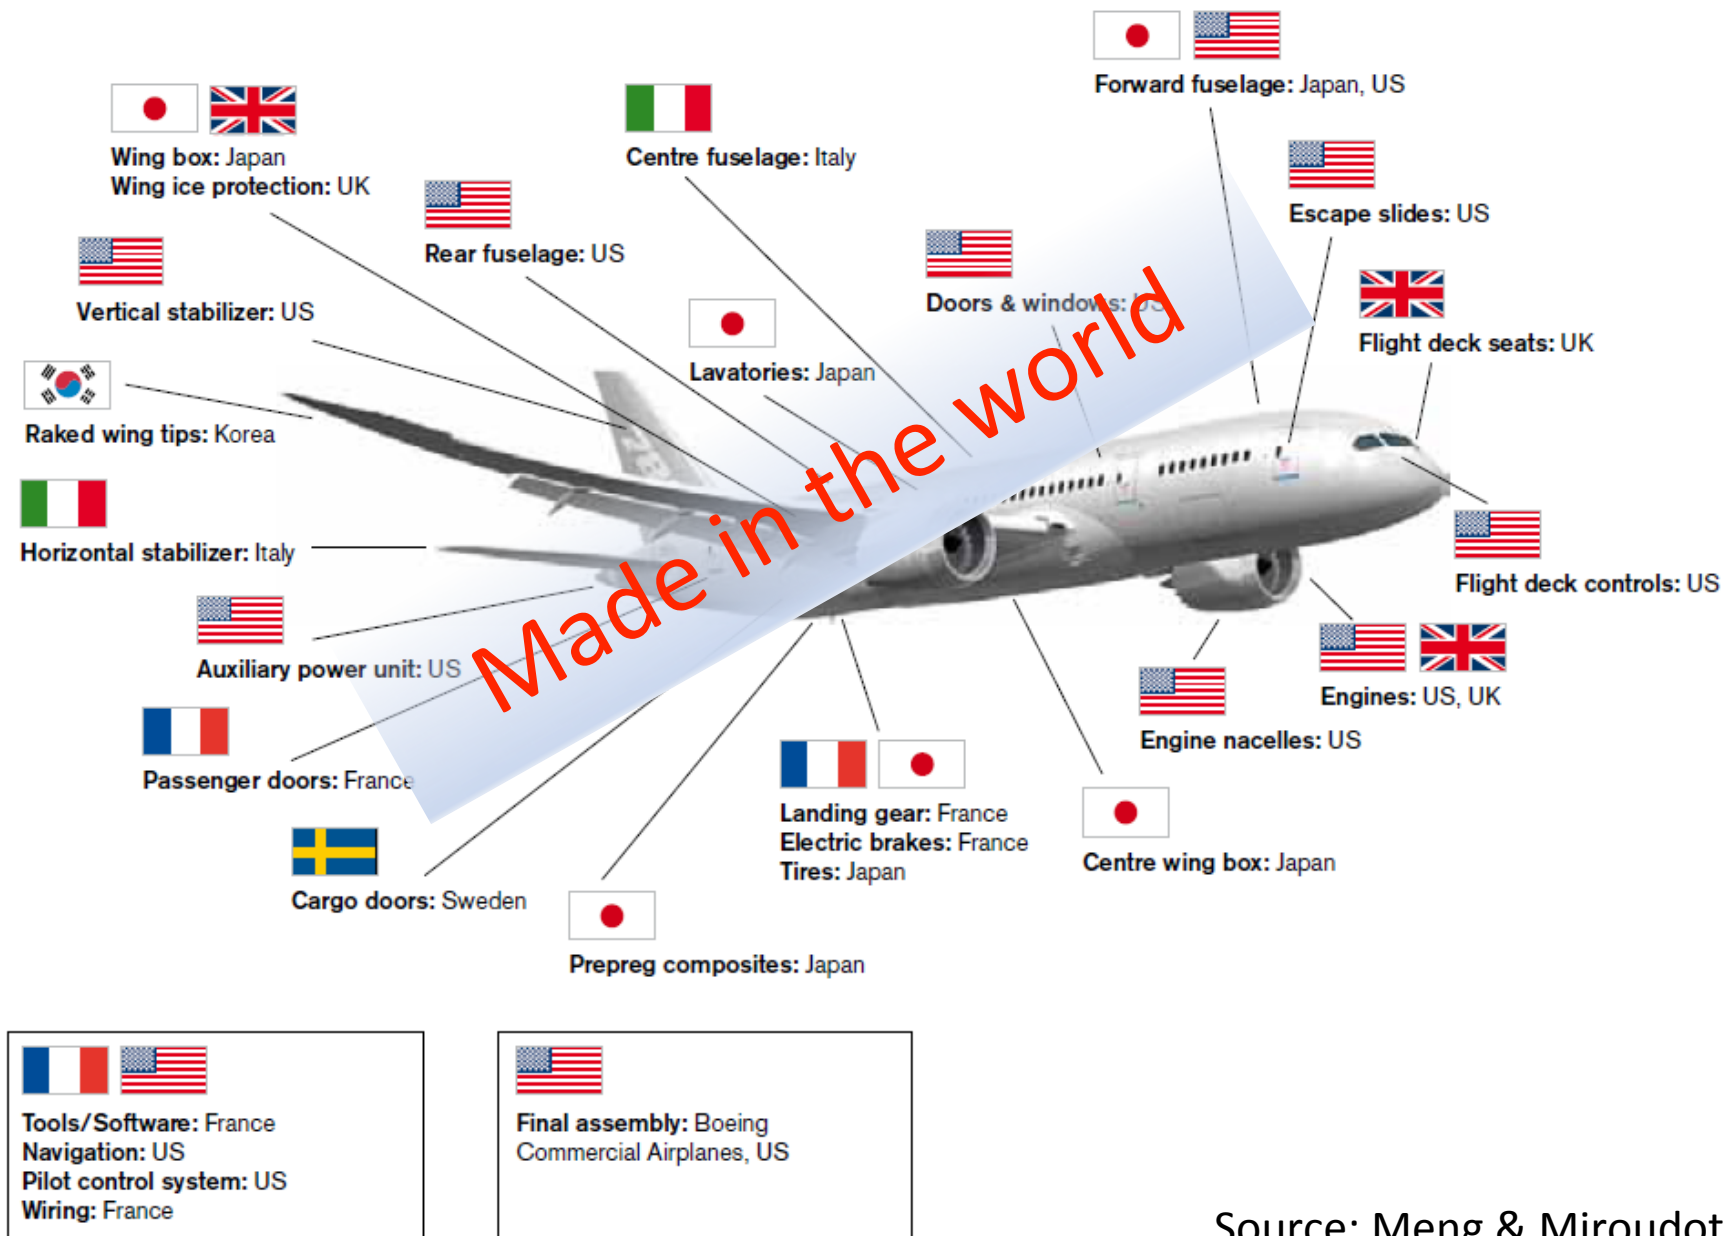 Forward fuselage: Japan, US
Wing box: Japan
Wing ice protection: UK
Centre fuselage: Italy
Escape slides: US
Rear fuselage: US
Doors & windows: US
Vertical stabilizer: US
Flight deck seats: UK
Lavatories: Japan
Raked wing tips: Korea
Made in the world
Horizontal stabilizer: Italy
Flight deck controls: US
Auxiliary power unit: US
Engines: US, UK
Engine nacelles: US
Passenger doors: France
Landing gear: France
Electric brakes: France
Tires: Japan
Centre wing box: Japan
Cargo doors: Sweden
Prepreg composites: Japan
Tools/Software: France
Navigation: US
Pilot control system: US
Wiring: France
Final assembly: Boeing
Commercial Airplanes, US
Source: Meng & Miroudot